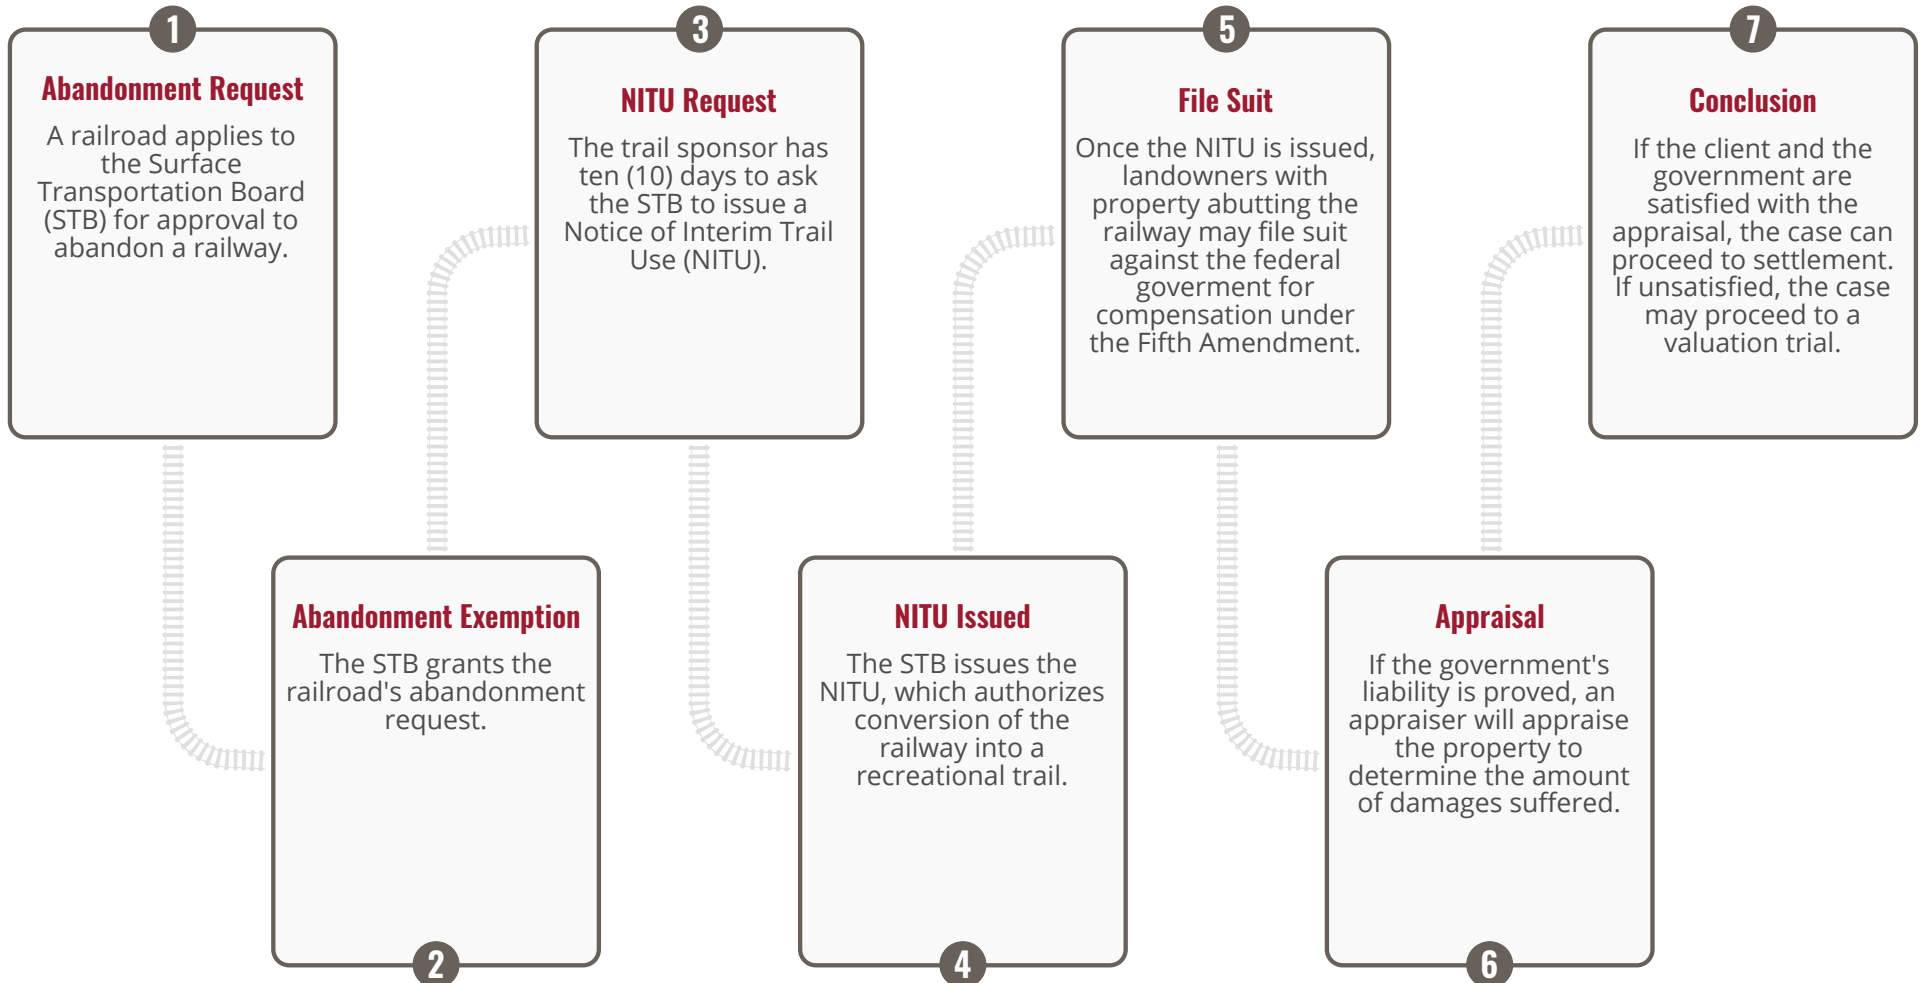 1
Abandonment Request
A railroad applies to
the Surface
Transportation Board
(STB) for approval to
abandon a railway.
Abandonment Exemption
The STB grants the
railroad's abandonment
request.
2
3
NITU Request
The trail sponsor has
ten (10) days to ask
the STB to issue a
Notice of Interim Trail
Use (NITU).
NITU Issued
The STB issues the
NITU, which authorizes
conversion of the
railway into a
recreational trail.
4
5
File Suit
Once the NITU is issued,
landowners with
property abutting the
railway may file suit
against the federal
goverment for
compensation under
the Fifth Amendment.
Appraisal
If the government's
liability is proved, an
appraiser will appraise
the property to
determine the amount
of damages suffered.
6
7
Conclusion
If the client and the
government are
satisfied with the
appraisal, the case can
proceed to settlement.
If unsatisfied, the case
may proceed to a
valuation trial.